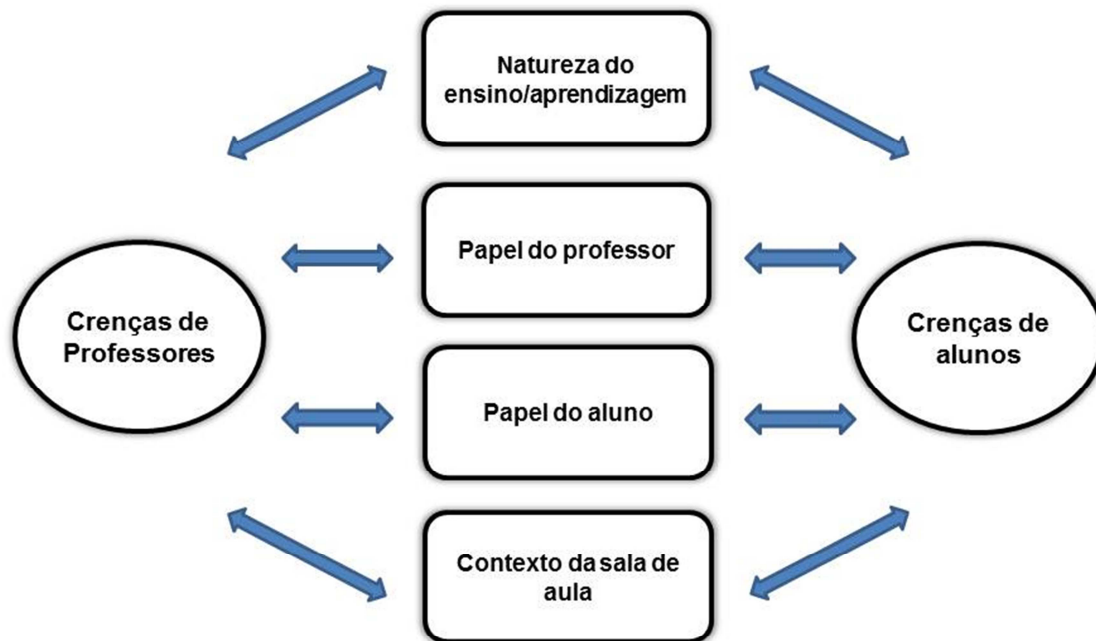 Natureza do
ensino/aprendizagem
Papel do professor
Crenças de
Professores
Crenças de
alunos
Papel do aluno
Contexto da sala de
aula